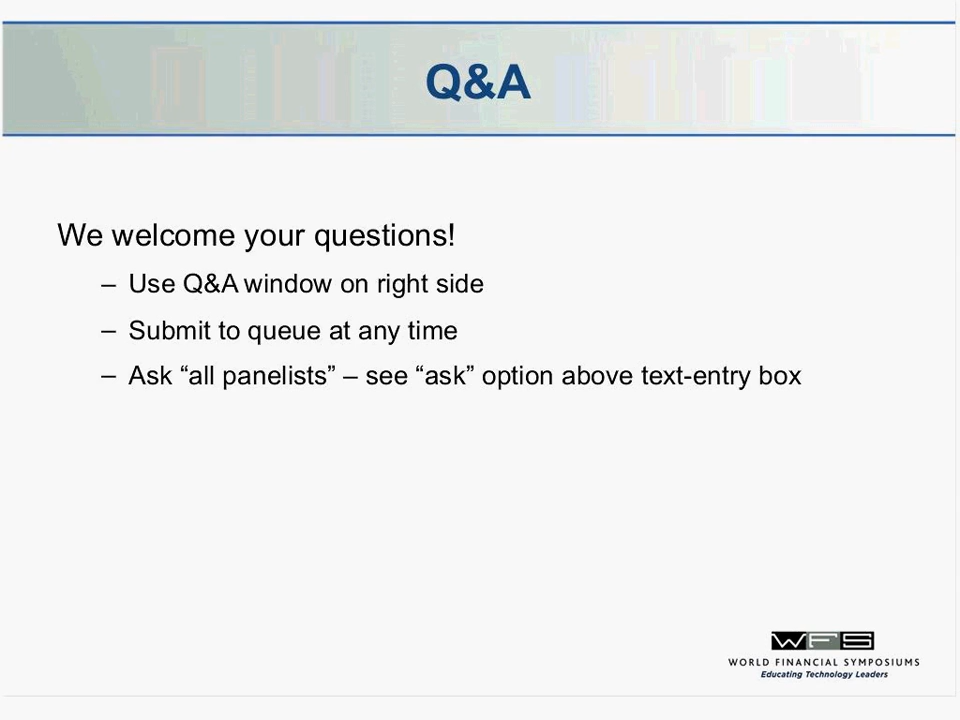 Q&A
We welcome your questions!
– Use Q&A window on right side
– Submit to queue at any time
– Ask “all panelists” – see “ask” option above text-entry box
WFS
WORLD FINANCIAL SYMPOSIUMS
Educating Technology Leaders